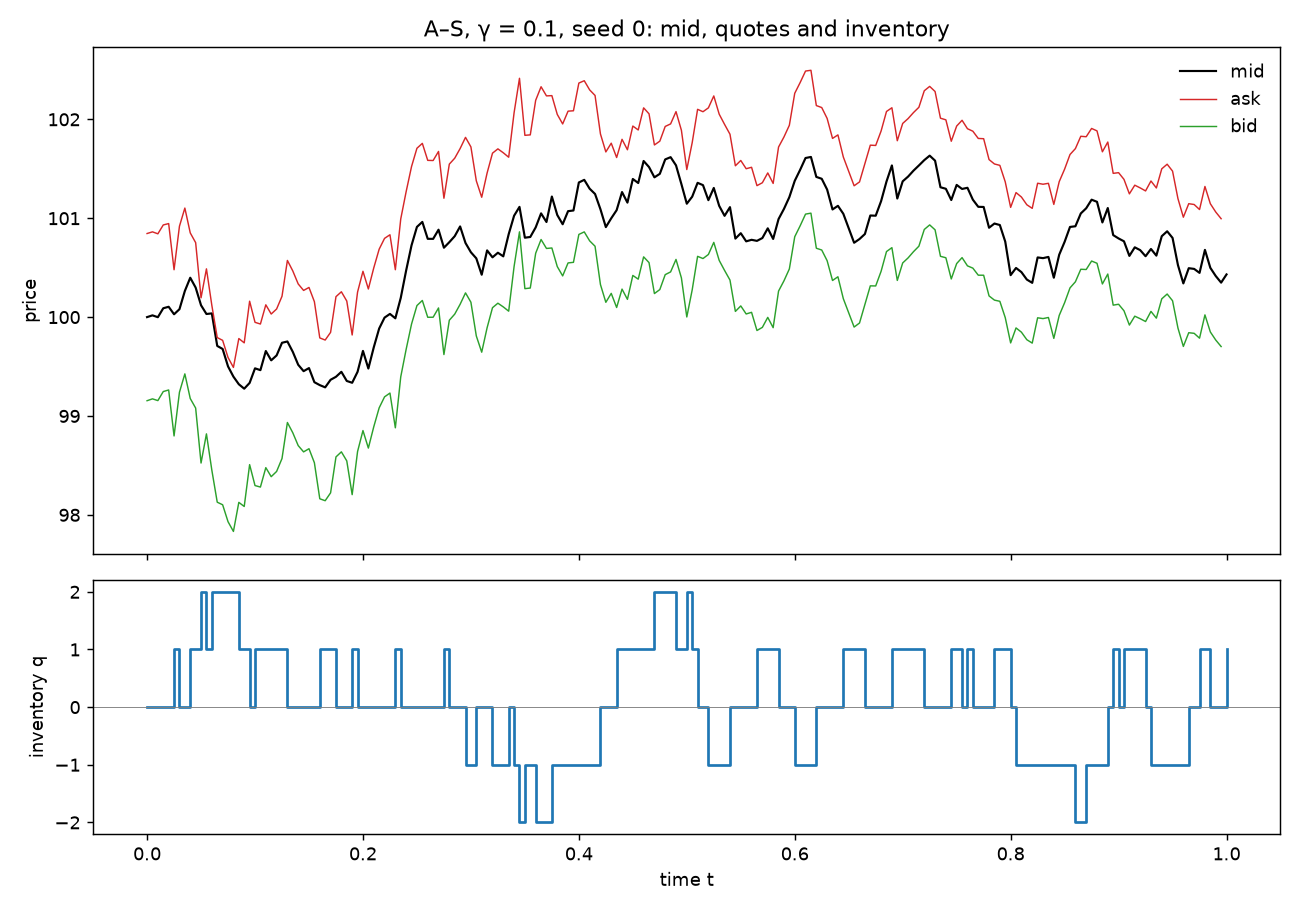 A–S, γ = 0.1, seed 0: mid, quotes and inventory
mid
ask
bid
102
101
100
99
98
price
2
1
0
−1
−2
inventory q
0.0 0.2 0.4 0.6 0.8 1.0
time t